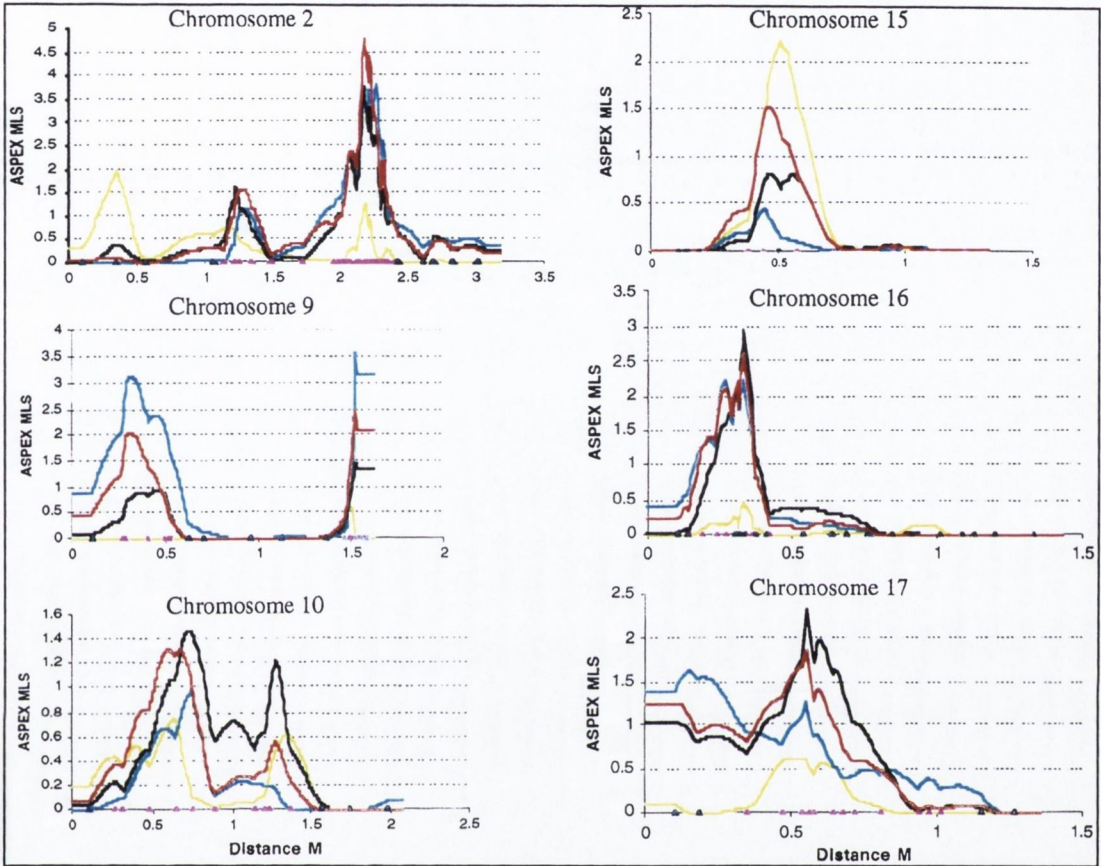 Chromosome 2
ASPEX MLS
5
4.5
4
3.5
3
2.5
2
1.5
1
0.5
0
0 0.5 1 1.5 2 2.5 3 3.5
Chromosome 15
ASPEX MLS
2.5
2
1.5
1
0.5
0
0 0.5 1 1.5
Chromosome 9
ASPEX MLS
4
3.5
3
2.5
2
1.5
1
0.5
0
0 0.5 1 1.5 2
Chromosome 16
ASPEX MLS
3.5
3
2.5
2
1.5
1
0.5
0
0 0.5 1 1.5
Chromosome 10
ASPEX MLS
1.6
1.4
1.2
1
0.8
0.6
0.4
0.2
0
0 0.5 1 1.5 2 2.5
Distance M
Chromosome 17
ASPEX MLS
2.5
2
1.5
1
0.5
0
0 0.5 1 1.5
Distance M